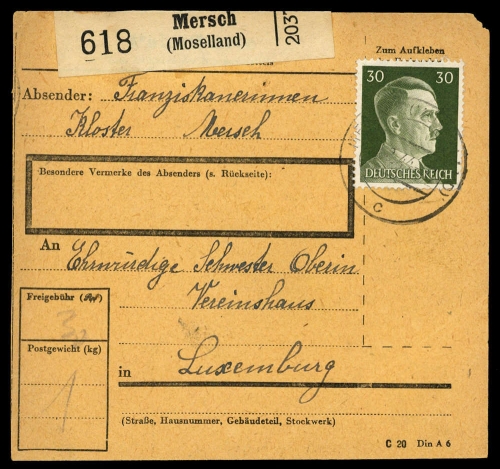 618
Mersch
(Moselland)
2037
Zum Aufkleben
Absender: Franziskanerinnen
Kloster Mersch
30 30
DEUTSCHES REICH
c
Besondere Vermerke des Absenders (s. Rückseite):
An Ehrwürdige Schwester Oberin
Vereinshaus
Freigebühr
Postgewicht (kg)
1
in Luxemburg
(Straße, Hausnummer, Gebäudeteil, Stockwerk)
C 20 Din A 6